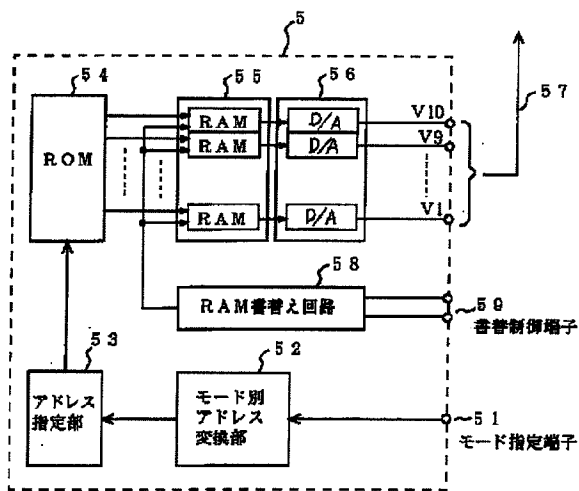 5
54
55
56
57
ROM
RAM
D/A
V10
RAM
D/A
V9
RAM
D/A
V1
58
RAM書替え回路
59
書替制御端子
53
アドレス
指定部
52
モード別
アドレス
変換部
51
モード指定端子